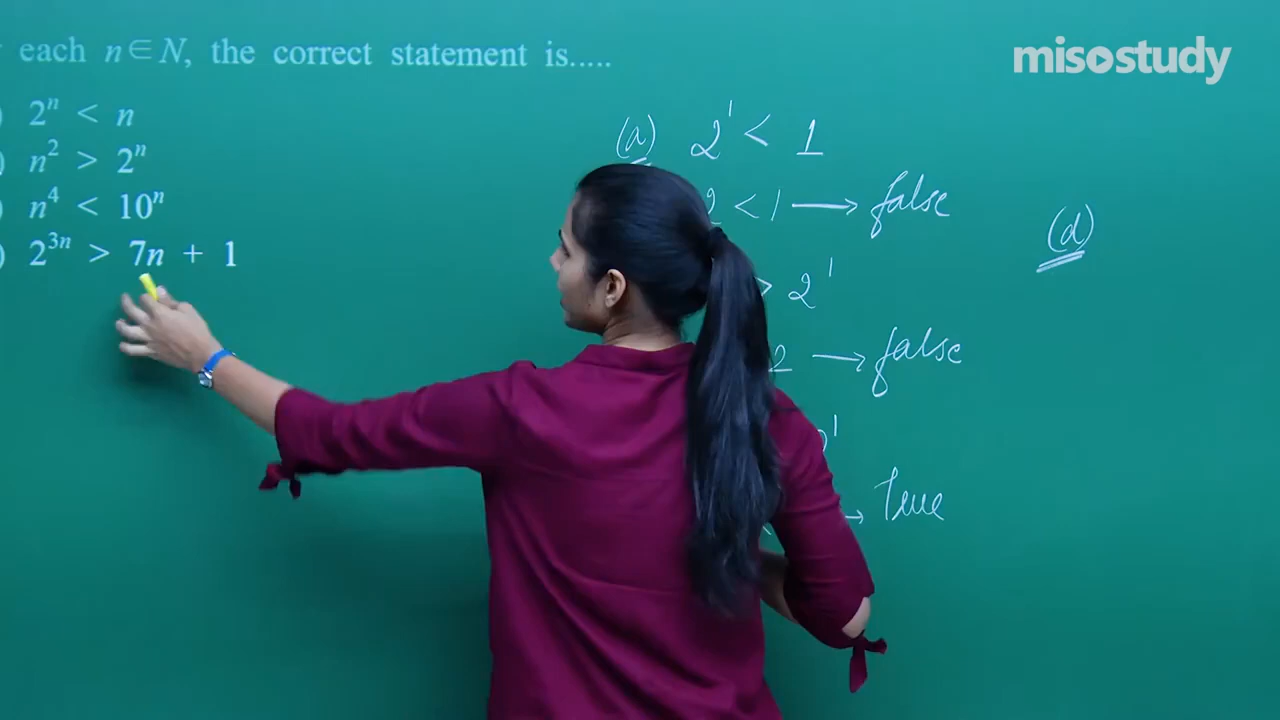 each n ∈ N, the correct statement is.....
) 2ⁿ < n
) n² > 2ⁿ
) n⁴ < 10ⁿ
) 2³ⁿ > 7n + 1
misostudy
(a) 2¹ < 1
2 < 1 → false
> 2¹
2 → false
→ True
(d)